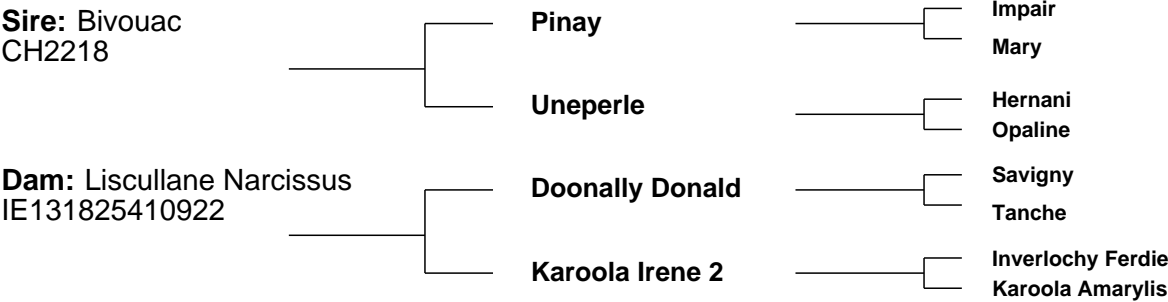 Sire: Bivouac
CH2218
Pinay
Impair
Mary
Uneperle
Hernani
Opaline
Dam: Liscullane Narcissus
IE131825410922
Doonally Donald
Savigny
Tanche
Karoola Irene 2
Inverlochy Ferdie
Karoola Amarylis